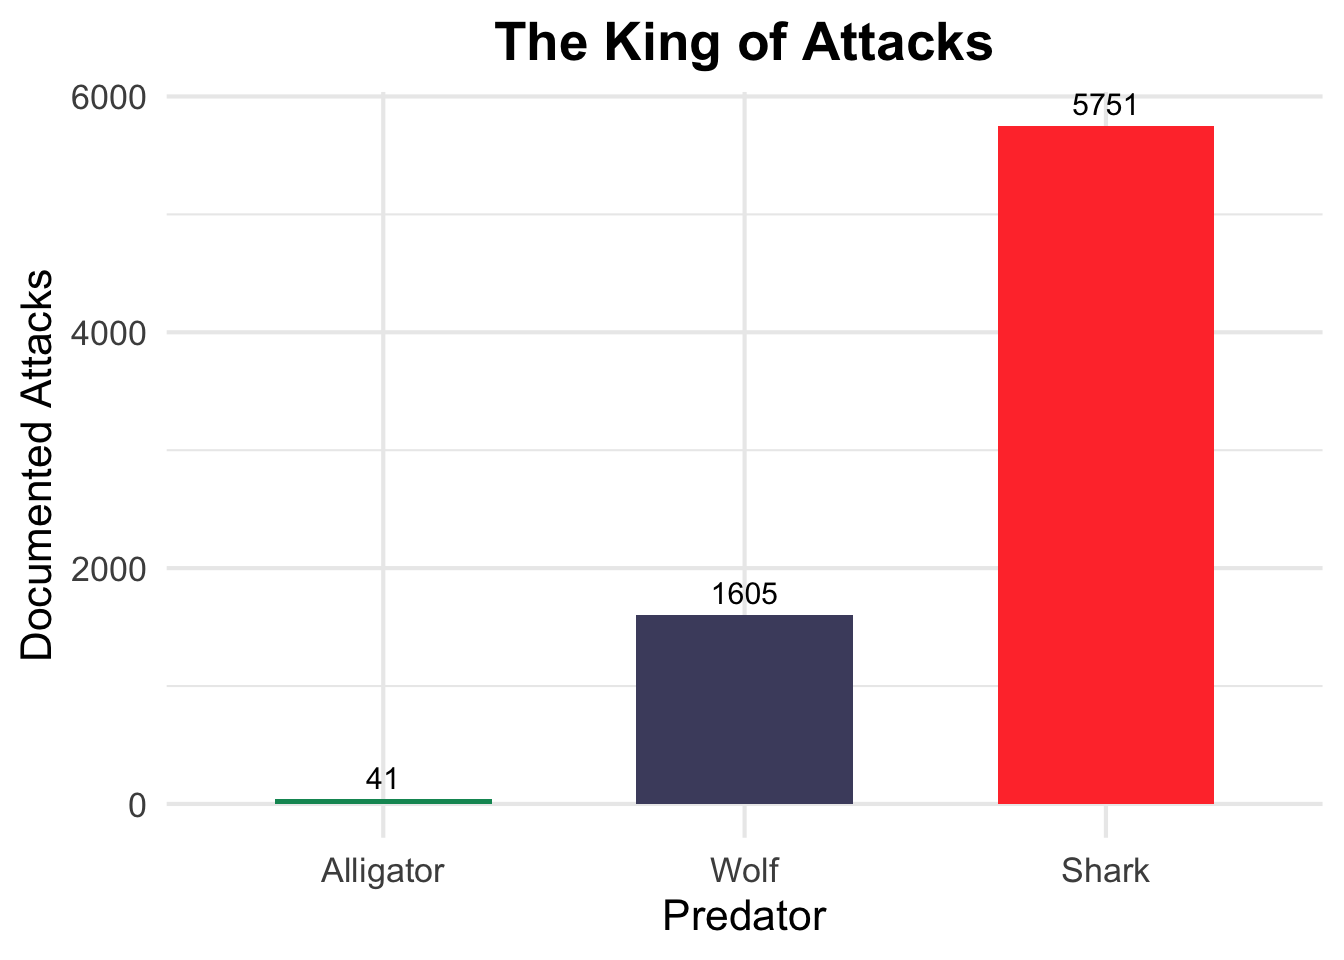 The King of Attacks
6000
4000
2000
0
Documented Attacks
41
1605
5751
Alligator
Wolf
Shark
Predator